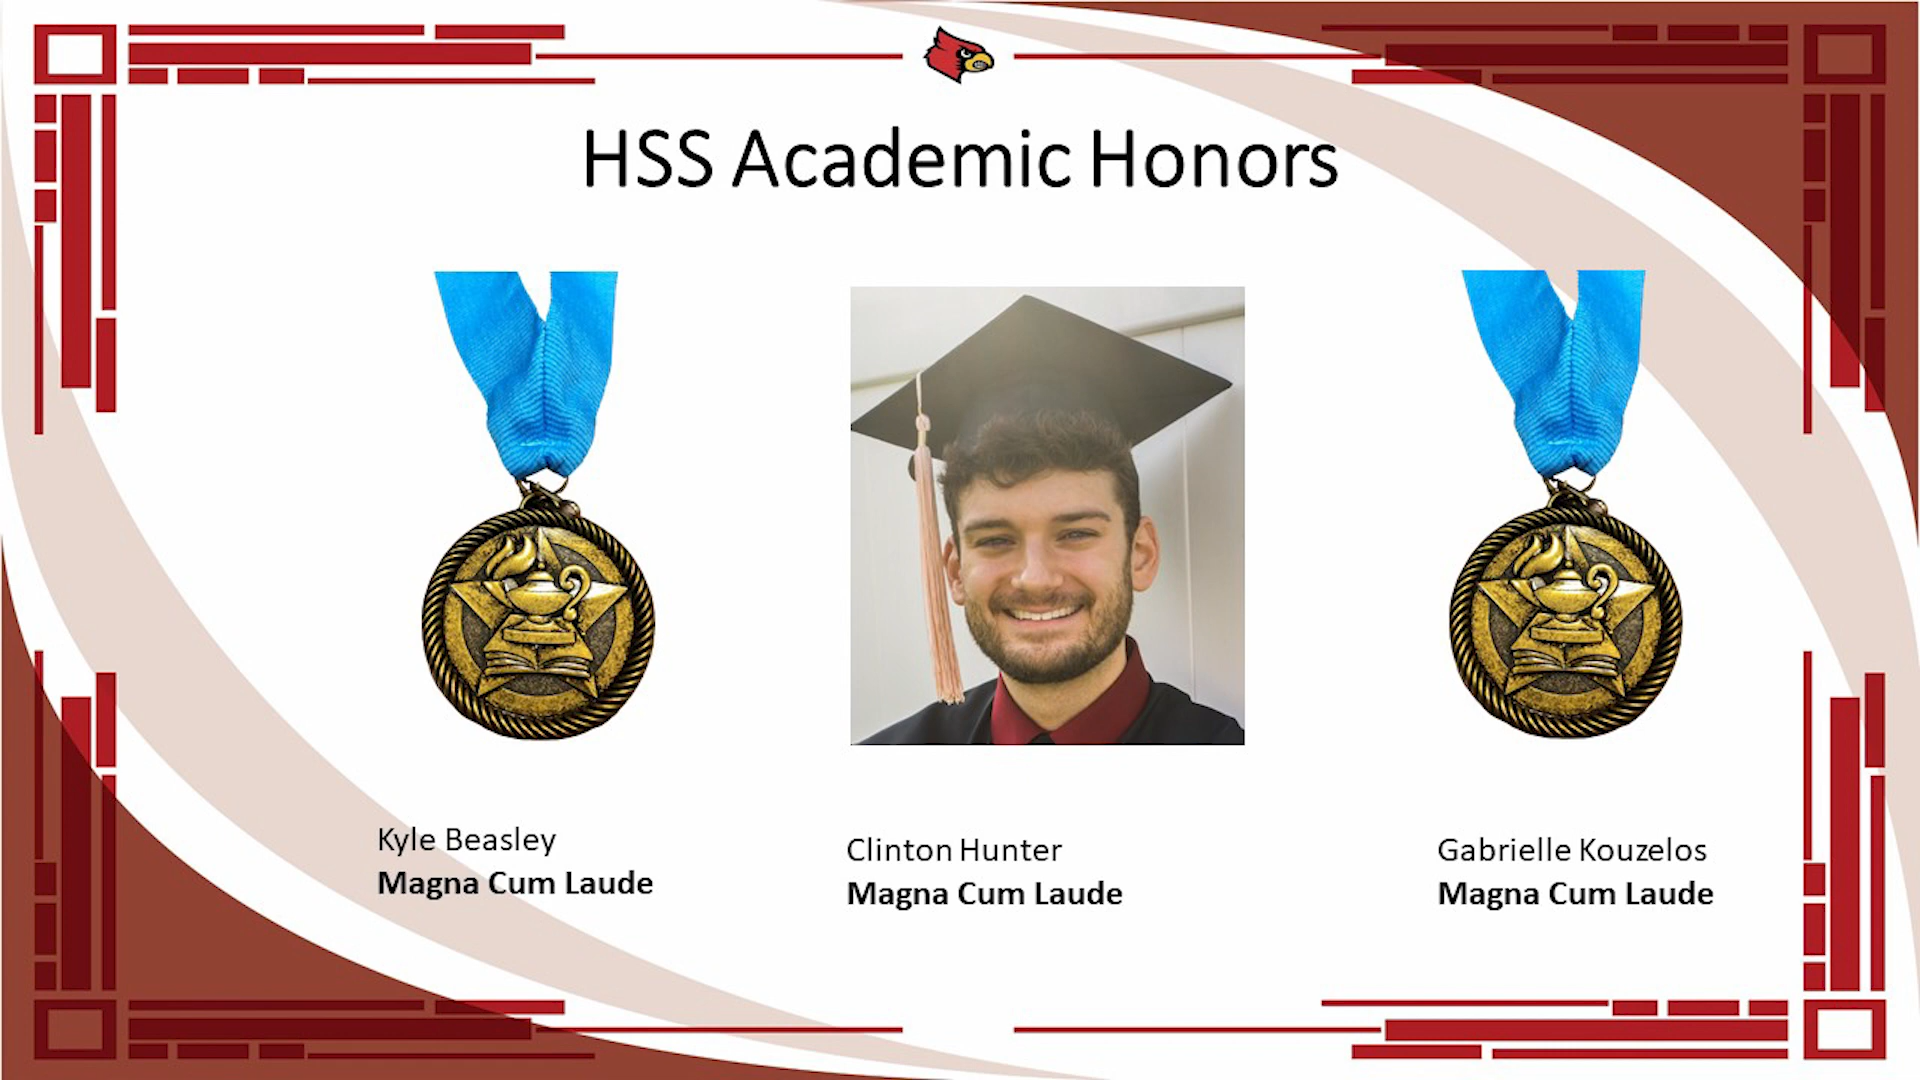 HSS Academic Honors
Kyle Beasley
Magna Cum Laude
Clinton Hunter
Magna Cum Laude
Gabrielle Kouzelos
Magna Cum Laude